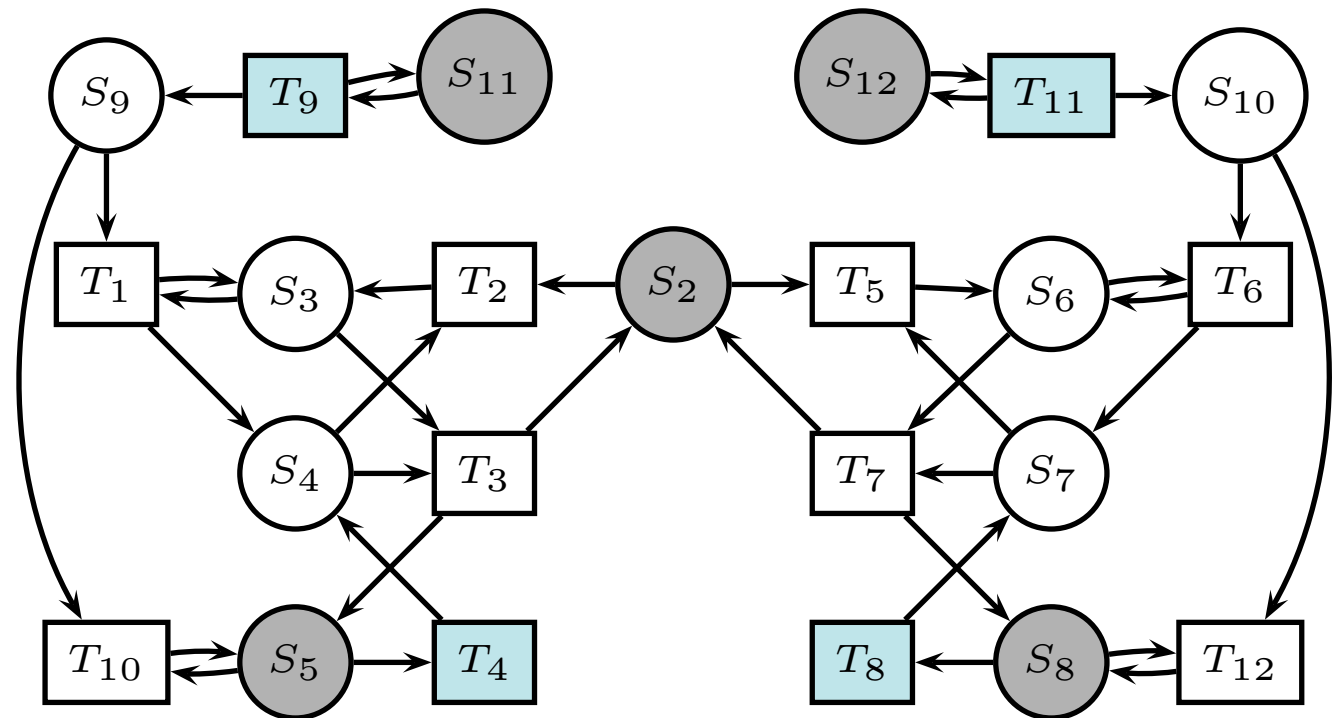 S₉ T₉ S₁₁ S₁₂ T₁₁ S₁₀
T₁ S₃ T₂ S₂ T₅ S₆ T₆
S₄ T₃ T₇ S₇
T₁₀ S₅ T₄ T₈ S₈ T₁₂